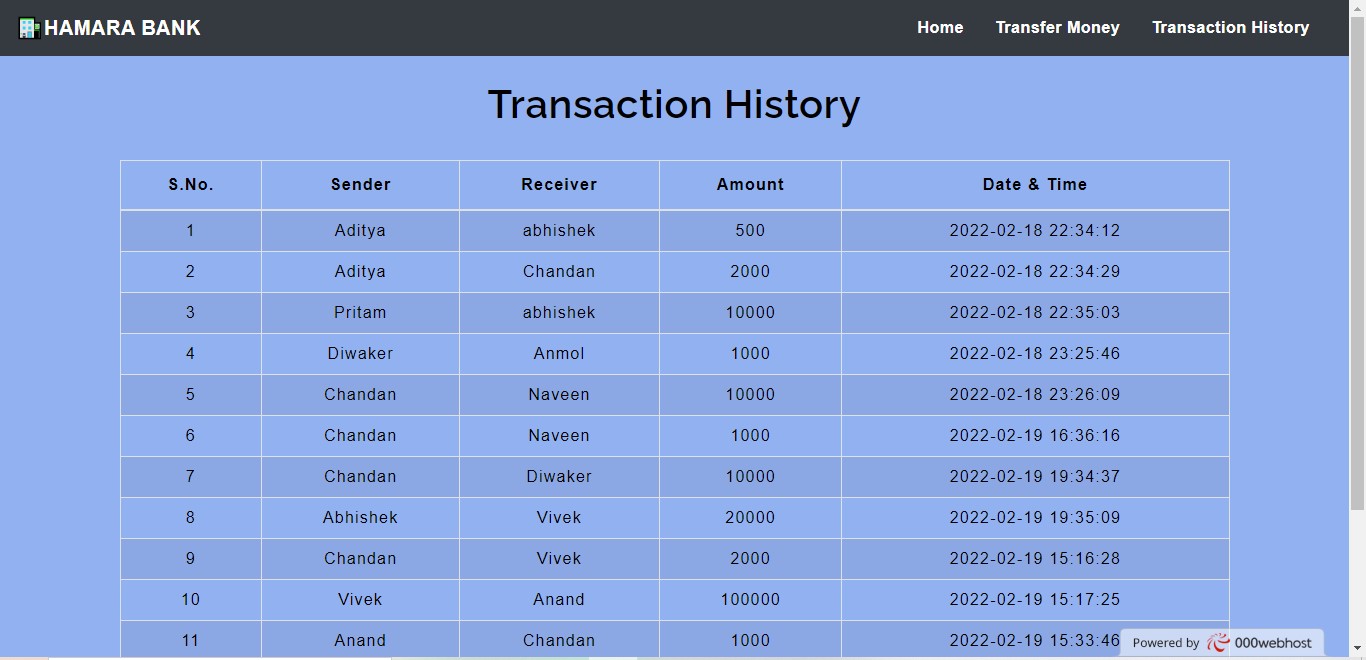 HAMARA BANK Home Transfer Money Transaction History
Transaction History
S.No. Sender Receiver Amount Date & Time
1 Aditya abhishek 500 2022-02-18 22:34:12
2 Aditya Chandan 2000 2022-02-18 22:34:29
3 Pritam abhishek 10000 2022-02-18 22:35:03
4 Diwaker Anmol 1000 2022-02-18 23:25:46
5 Chandan Naveen 10000 2022-02-18 23:26:09
6 Chandan Naveen 1000 2022-02-19 16:36:16
7 Chandan Diwaker 10000 2022-02-19 19:34:37
8 Abhishek Vivek 20000 2022-02-19 19:35:09
9 Chandan Vivek 2000 2022-02-19 15:16:28
10 Vivek Anand 100000 2022-02-19 15:17:25
11 Anand Chandan 1000 2022-02-19 15:33:46
Powered by 000webhost